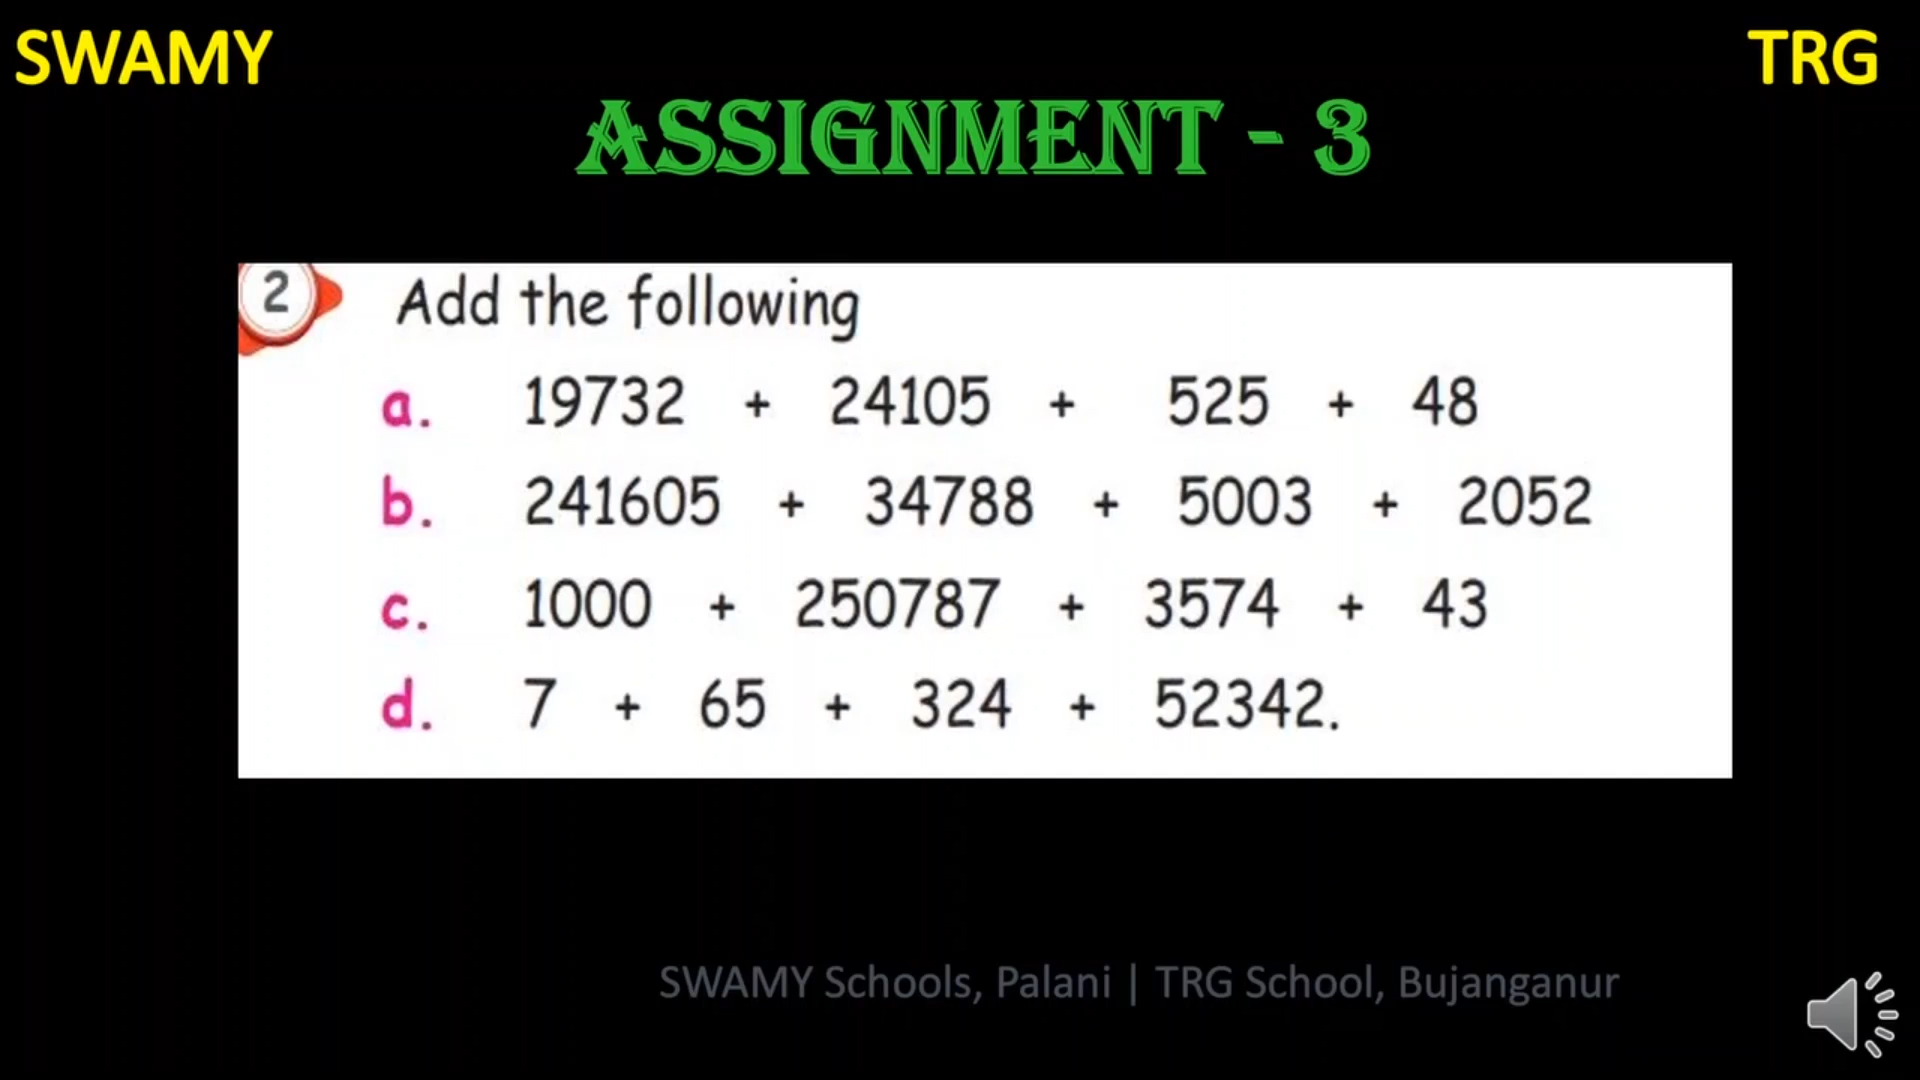 SWAMY
TRG
ASSIGNMENT - 3
2 Add the following
a. 19732 + 24105 + 525 + 48
b. 241605 + 34788 + 5003 + 2052
c. 1000 + 250787 + 3574 + 43
d. 7 + 65 + 324 + 52342.
SWAMY Schools, Palani | TRG School, Bujanganur